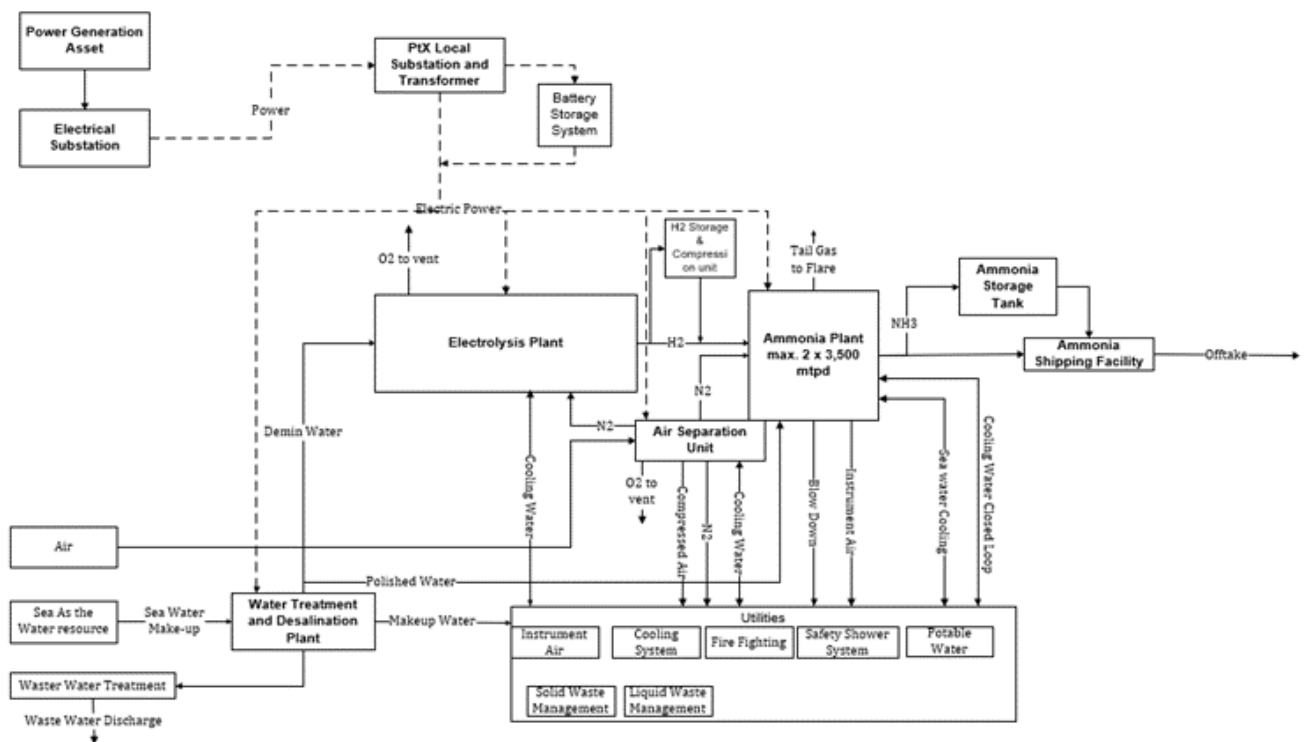 Power Generation
Asset
Electrical
Substation
Power
PtX Local
Substation and
Transformer
Battery
Storage
System
Electric Power
O2 to vent
H2 Storage
&
Compressi
on unit
Tail Gas
to Flare
Electrolysis Plant
H2
Ammonia Plant
max. 2 x 3,500
mtpd
NH3
Ammonia
Storage
Tank
Ammonia
Shipping Facility
Offtake
N2
N2
Demin Water
Air Separation
Unit
O2 to
vent
Cooling Water
Compressed Air
N2
Cooling Water
Blow Down
Instrument Air
Sea water Cooling
Cooling Water Closed Loop
Air
Polished Water
Sea As the
Water resource
Sea Water
Make-up
Water Treatment
and Desalination
Plant
Makeup Water
Utilities
Instrument
Air
Cooling
System
Fire Fighting
Safety Shower
System
Potable
Water
Solid Waste
Management
Liquid Waste
Management
Waster Water Treatment
Waste Water Discharge